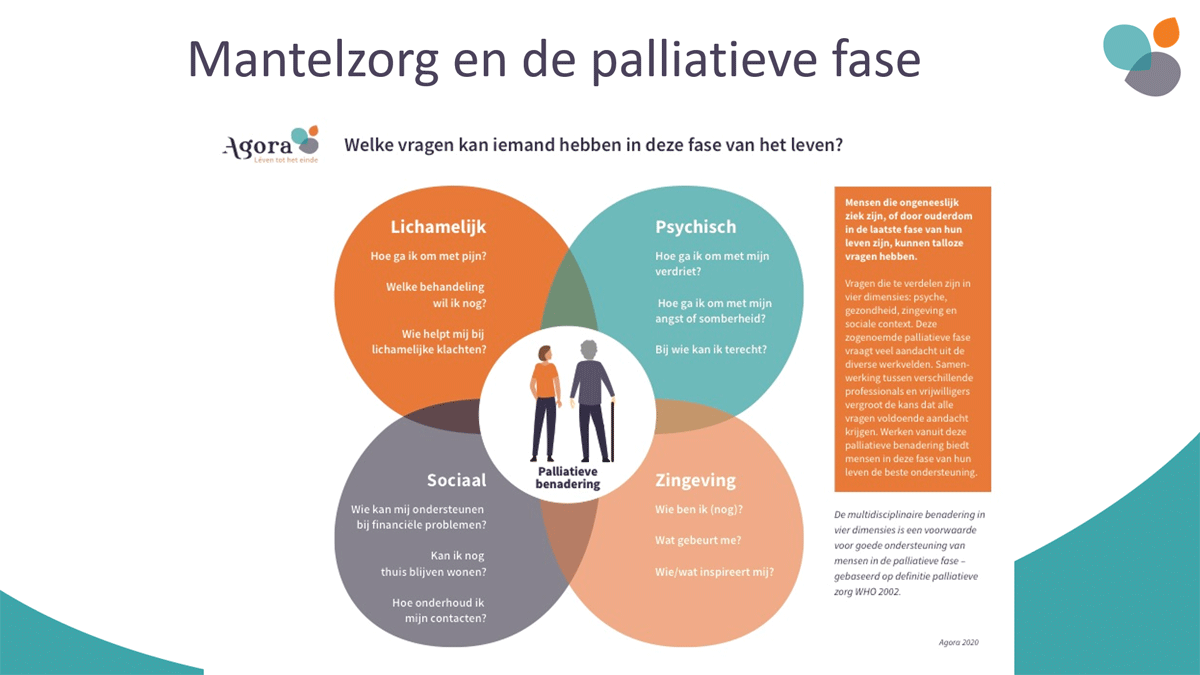 Mantelzorg en de palliatieve fase
Agora
Léven tot het einde
Welke vragen kan iemand hebben in deze fase van het leven?
Lichamelijk
Hoe ga ik om met pijn?
Welke behandeling
wil ik nog?
Wie helpt mij bij
lichamelijke klachten?
Psychisch
Hoe ga ik om met mijn
verdriet?
Hoe ga ik om met mijn
angst of somberheid?
Bij wie kan ik terecht?
Palliatieve
benadering
Sociaal
Wie kan mij ondersteunen
bij financiële problemen?
Kan ik nog
thuis blijven wonen?
Hoe onderhoud ik
mijn contacten?
Zingeving
Wie ben ik (nog)?
Wat gebeurt me?
Wie/wat inspireert mij?
Mensen die ongeneeslijk
ziek zijn, of door ouderdom
in de laatste fase van hun
leven zijn, kunnen talloze
vragen hebben.
Vragen die te verdelen zijn in
vier dimensies: psyche,
gezondheid, zingeving en
sociale context. Deze
zogenoemde palliatieve fase
vraagt veel aandacht uit de
diverse werkvelden. Samen-
werking tussen verschillende
professionals en vrijwilligers
vergroot de kans dat alle
vragen voldoende aandacht
krijgen. Werken vanuit deze
palliatieve benadering biedt
mensen in deze fase van hun
leven de beste ondersteuning.
De multidisciplinaire benadering in
vier dimensies is een voorwaarde
voor goede ondersteuning van
mensen in de palliatieve fase –
gebaseerd op definitie palliatieve
zorg WHO 2002.
Agora 2020